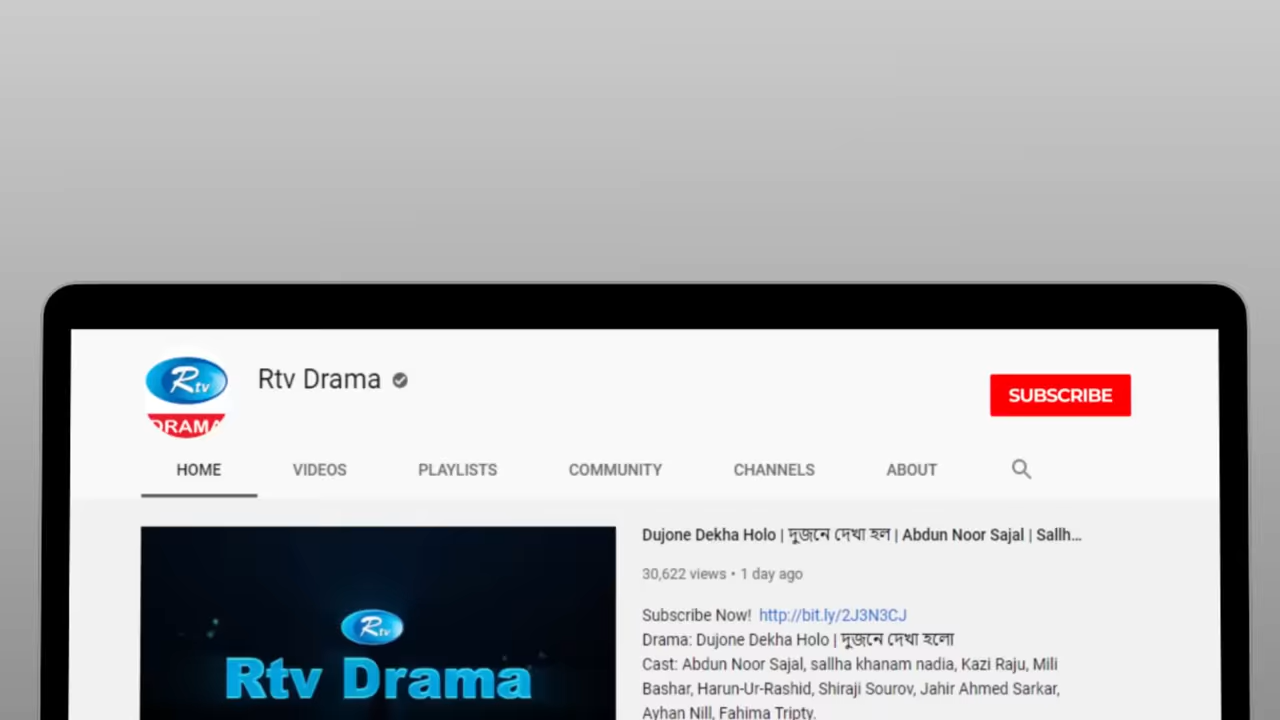 Rtv
DRAMA
Rtv Drama
SUBSCRIBE
HOME VIDEOS PLAYLISTS COMMUNITY CHANNELS ABOUT
Dujone Dekha Holo | দুজনে দেখা হল | Abdun Noor Sajal | Sallh...
30,622 views • 1 day ago
Subscribe Now! http://bit.ly/2J3N3CJ
Drama: Dujone Dekha Holo | দুজনে দেখা হলো
Cast: Abdun Noor Sajal, sallha khanam nadia, Kazi Raju, Mili
Bashar, Harun-Ur-Rashid, Shiraji Sourov, Jahir Ahmed Sarkar,
Ayhan Nill, Fahima Tripty.
Rtv
Rtv Drama